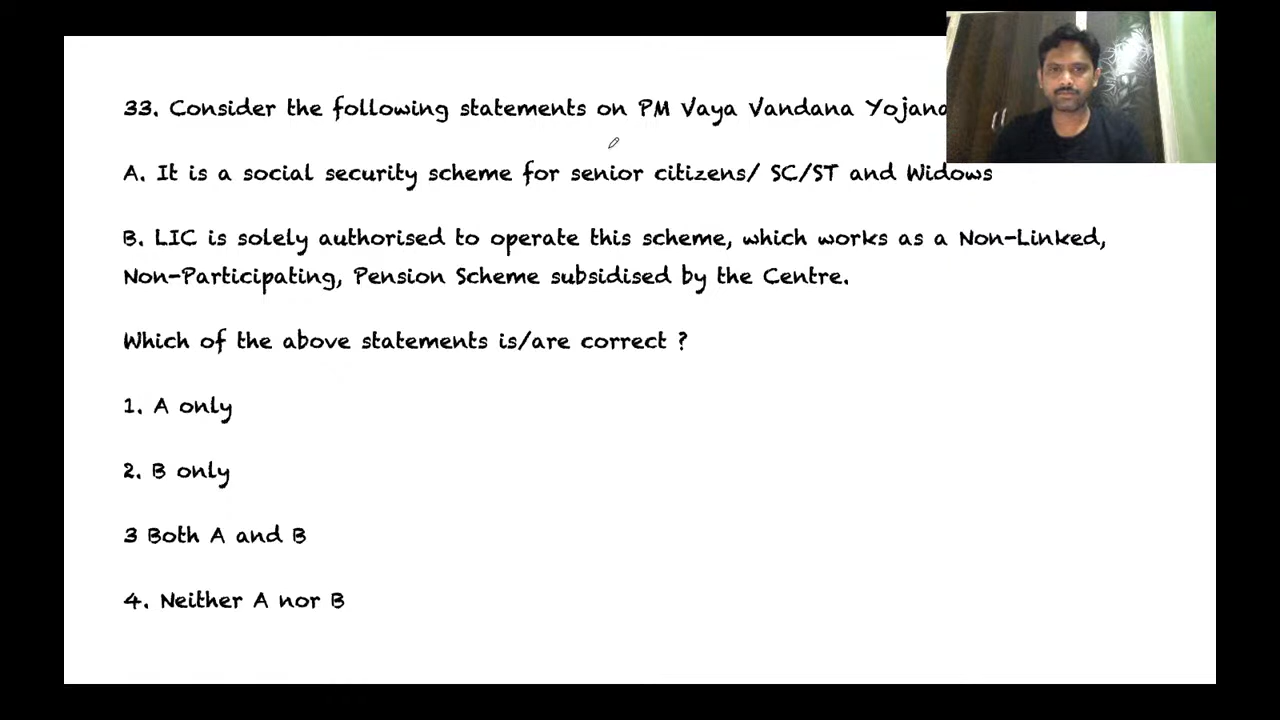 33. Consider the following statements on PM Vaya Vandana Yojana
A. It is a social security scheme for senior citizens/ SC/ST and Widows
B. LIC is solely authorised to operate this scheme, which works as a Non-Linked,
Non-Participating, Pension Scheme subsidised by the Centre.
Which of the above statements is/are correct ?
1. A only
2. B only
3 Both A and B
4. Neither A nor B